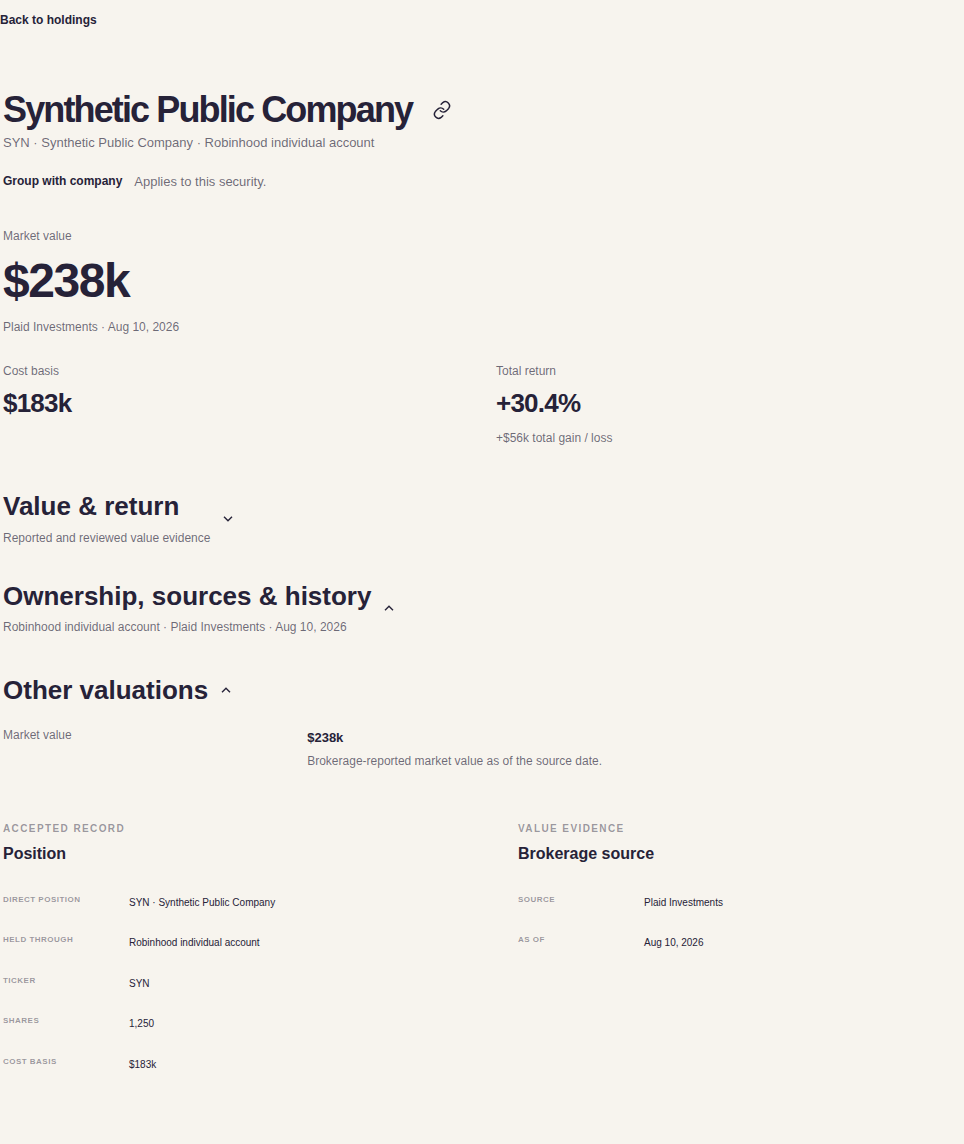 Back to holdings
Synthetic Public Company
SYN · Synthetic Public Company · Robinhood individual account
Group with company Applies to this security.
Market value
$238k
Plaid Investments · Aug 10, 2026
Cost basis
$183k
Total return
+30.4%
+$56k total gain / loss
Value & return
Reported and reviewed value evidence
Ownership, sources & history
Robinhood individual account · Plaid Investments · Aug 10, 2026
Other valuations
Market value
$238k
Brokerage-reported market value as of the source date.
ACCEPTED RECORD
Position
DIRECT POSITION SYN · Synthetic Public Company
HELD THROUGH Robinhood individual account
TICKER SYN
SHARES 1,250
COST BASIS $183k
VALUE EVIDENCE
Brokerage source
SOURCE Plaid Investments
AS OF Aug 10, 2026